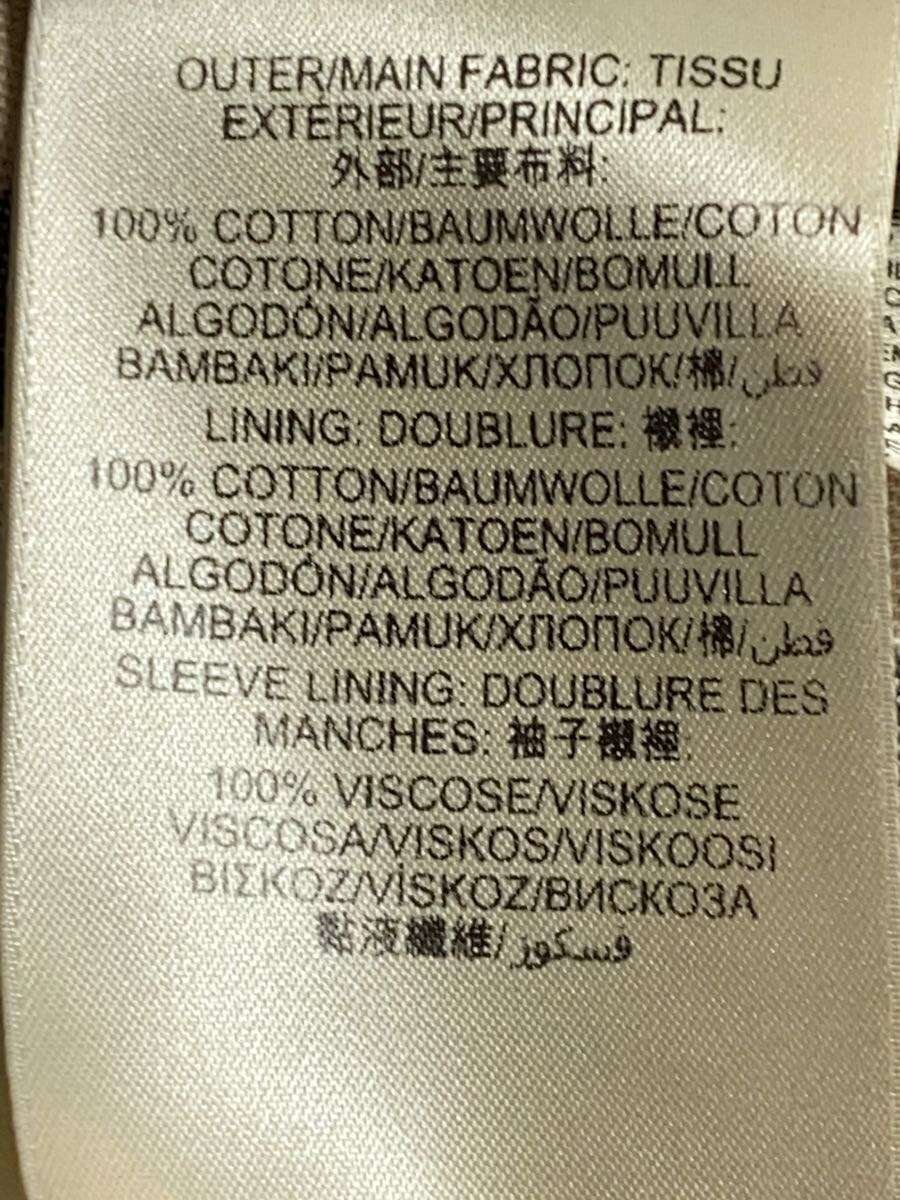 OUTER/MAIN FABRIC: TISSU
EXTÉRIEUR/PRINCIPAL:
外部/主要布料:
100% COTTON/BAUMWOLLE/COTON
COTONE/KATOEN/BOMULL
ALGODÓN/ALGODÃO/PUUVILLA
BAMBAKI/PAMUK/ХЛОПОК/棉/قطن
LINING: DOUBLURE: 襯裡:
100% COTTON/BAUMWOLLE/COTON
COTONE/KATOEN/BOMULL
ALGODÓN/ALGODÃO/PUUVILLA
BAMBAKI/PAMUK/ХЛОПОК/棉/قطن
SLEEVE LINING: DOUBLURE DES
MANCHES: 袖子襯裡:
100% VISCOSE/VISKOSE
VISCOSA/VISKOS/VISKOOSI
ΒΙΣΚΟΖ/VİSKOZ/ВИСКОЗА
黏液纖維/فسكوز